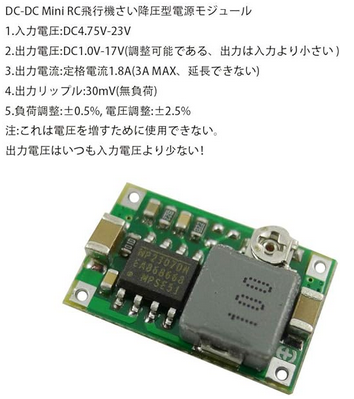 DC-DC Mini RC飛行機さい降圧型電源モジュール
1.入力電圧:DC4.75V-23V
2.出力電圧:DC1.0V-17V(調整可能である、出力は入力より小さい)
3.出力電流:定格電流1.8A(3A MAX、延長できない)
4.出力リップル:30mV(無負荷)
5.負荷調整:±0.5%, 電圧調整:±2.5%
注:これは電圧を増すために使用できない.
出力電圧はいつも入力電圧より少ない!